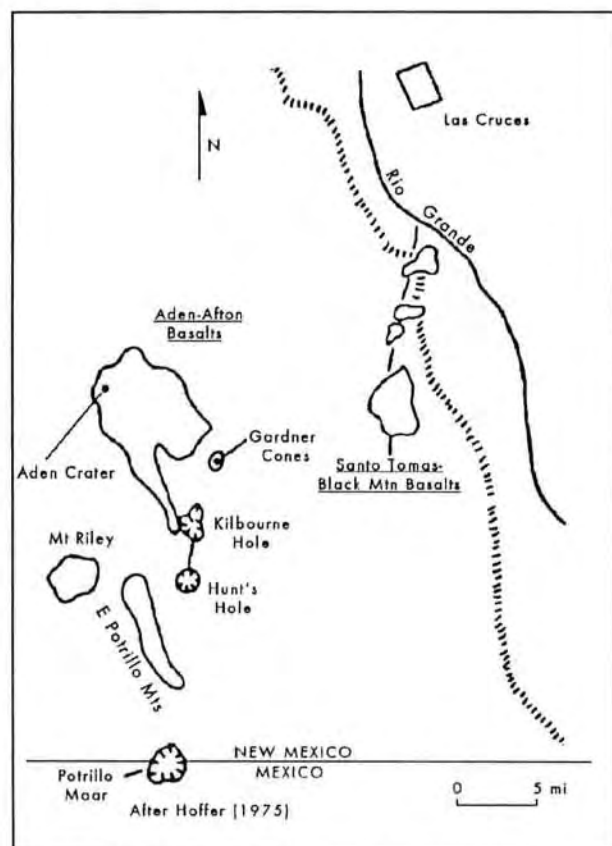 N
Las Cruces
Rio Grande
Aden-Afton
Basalts
Gardner
Cones
Aden Crater
Santo Tomas-
Black Mtn Basalts
Kilbourne
Hole
Mt Riley
Hunt's
Hole
E Potrillo Mts
NEW MEXICO
MEXICO
Potrillo
Maar
0 5 mi
After Hoffer (1975)